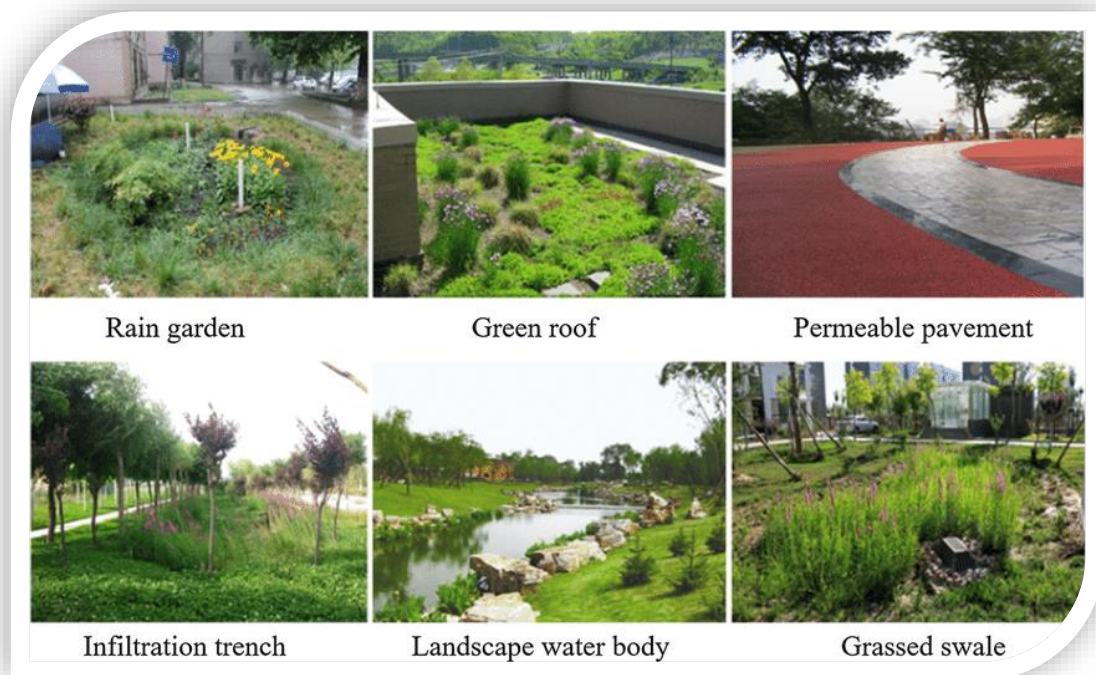 Rain garden
Green roof
Permeable pavement
Infiltration trench
Landscape water body
Grassed swale